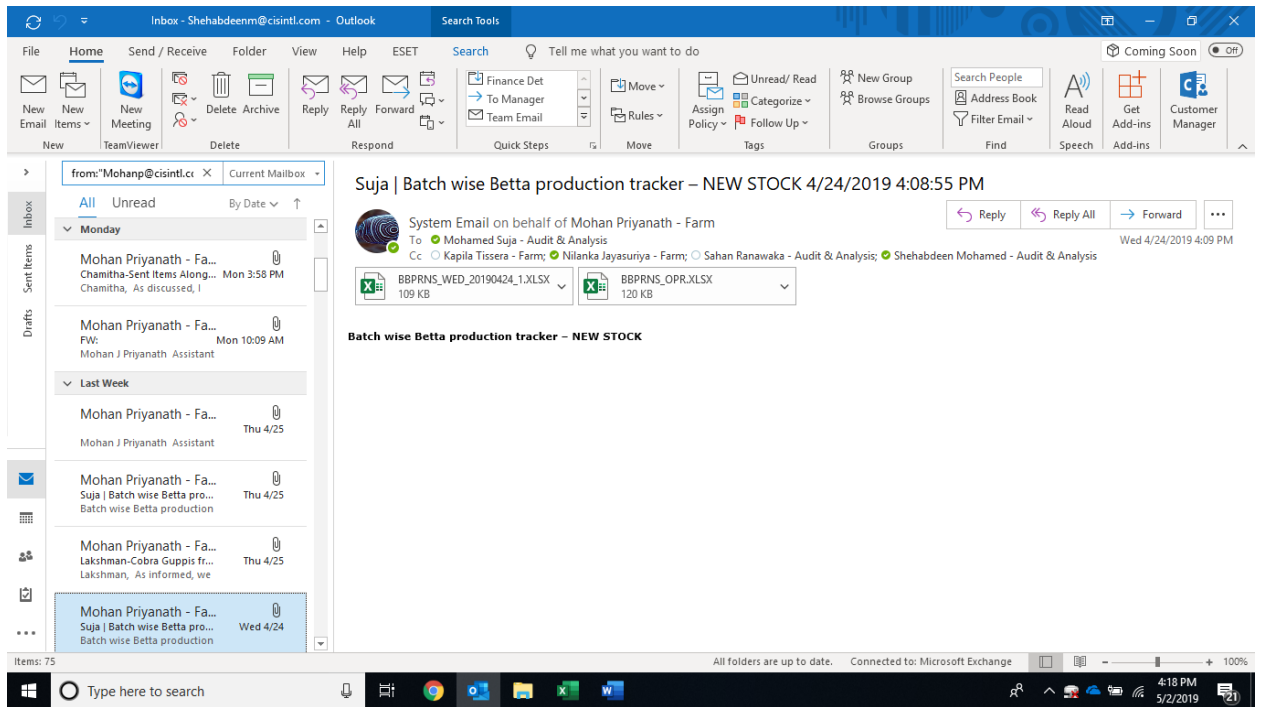 Inbox - Shehabdeenm@cisintl.com - Outlook
Search Tools
File Home Send / Receive Folder View Help ESET Search Tell me what you want to do Coming Soon Off
New Email
New Items
New
New Meeting
TeamViewer
Delete Archive
Delete
Reply Reply All Forward
Respond
Finance Det
To Manager
Team Email
Quick Steps
Move
Rules
Move
Assign Policy
Unread/ Read
Categorize
Follow Up
Tags
New Group
Browse Groups
Groups
Search People
Address Book
Filter Email
Find
Read Aloud
Speech
Get Add-ins
Add-ins
Customer Manager
Inbox
Sent Items
Drafts
from:"Mohanp@cisintl.cc Current Mailbox
All Unread By Date
Monday
Mohan Priyanath - Fa...
Chamitha-Sent Items Along... Mon 3:58 PM
Chamitha, As discussed, I
Mohan Priyanath - Fa...
FW: Mon 10:09 AM
Mohan J Priyanath Assistant
Last Week
Mohan Priyanath - Fa...
Thu 4/25
Mohan J Priyanath Assistant
Mohan Priyanath - Fa...
Suja | Batch wise Betta pro... Thu 4/25
Batch wise Betta production
Mohan Priyanath - Fa...
Lakshman-Cobra Guppis fr... Thu 4/25
Lakshman, As informed, we
Mohan Priyanath - Fa...
Suja | Batch wise Betta pro... Wed 4/24
Batch wise Betta production
Suja | Batch wise Betta production tracker – NEW STOCK 4/24/2019 4:08:55 PM
System Email on behalf of Mohan Priyanath - Farm
Reply Reply All Forward
To Mohamed Suja - Audit & Analysis
Wed 4/24/2019 4:09 PM
Cc Kapila Tissera - Farm; Nilanka Jayasuriya - Farm; Sahan Ranawaka - Audit & Analysis; Shehabdeen Mohamed - Audit & Analysis
BBPRNS_WED_20190424_1.XLSX
109 KB
BBPRNS_OPR.XLSX
120 KB
Batch wise Betta production tracker – NEW STOCK
Items: 75
All folders are up to date. Connected to: Microsoft Exchange 100%
Type here to search
4:18 PM
5/2/2019
21